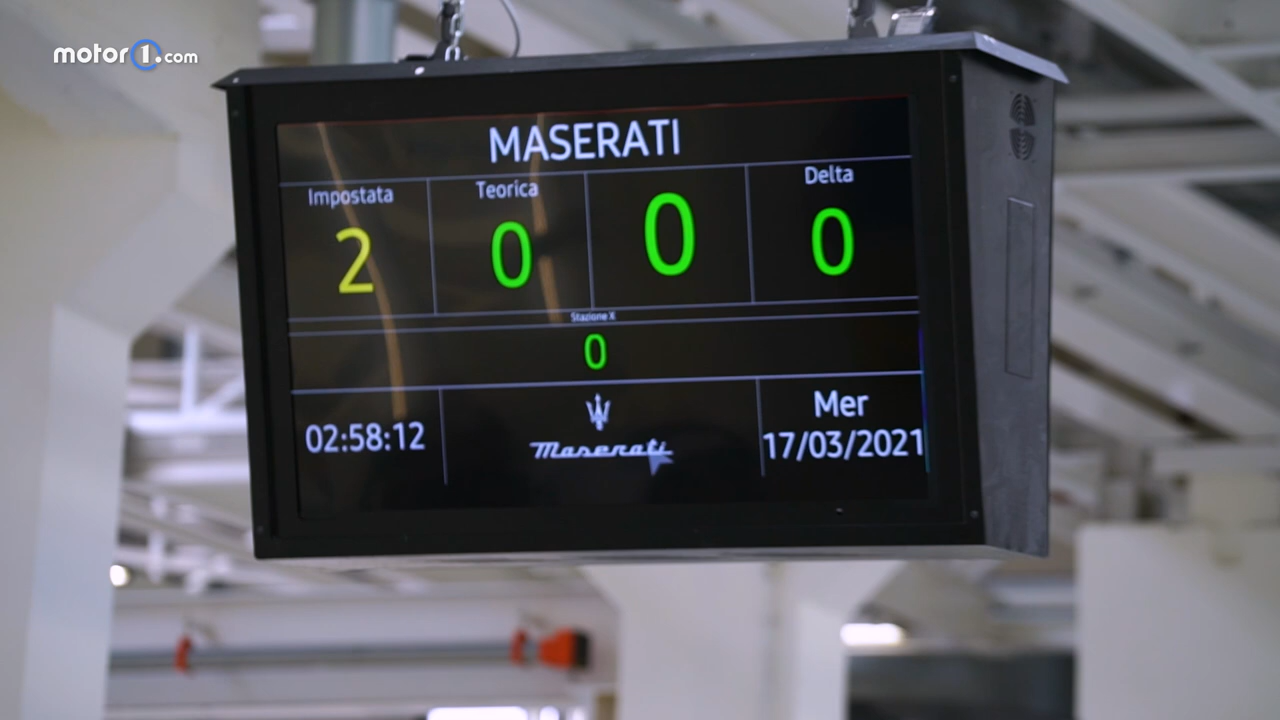 motor1.com
MASERATI
Impostata Teorica Delta
2 0 0 0
Stazione X
0
02:58:12 Maserati Mer
17/03/2021